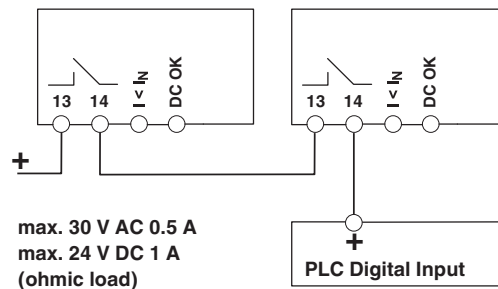 13 14 I < IN DC OK
13 14 I < IN DC OK
+
max. 30 V AC 0.5 A
max. 24 V DC 1 A
(ohmic load)
+
PLC Digital Input